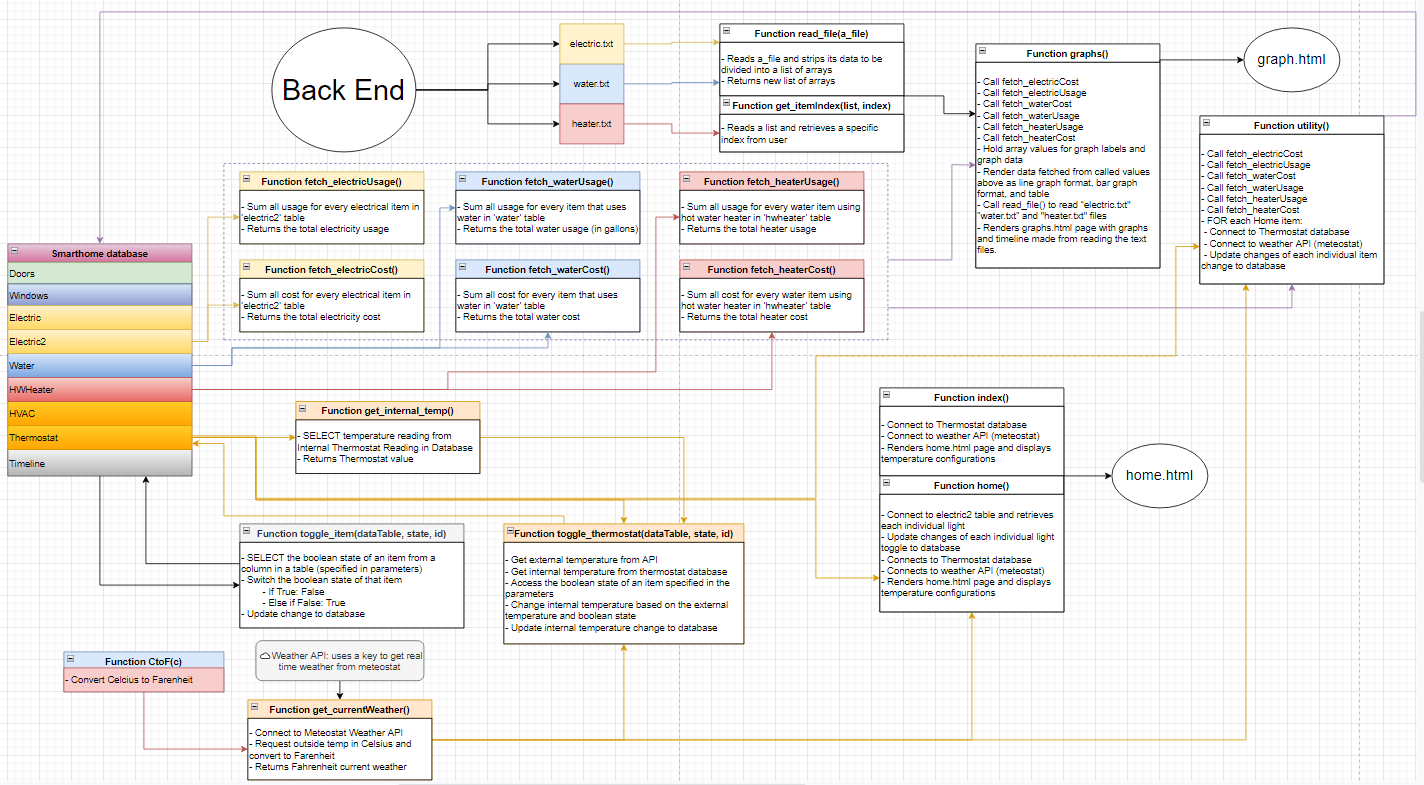 Back End
electric.txt
water.txt
heater.txt
Function read_file(a_file)
- Reads a_file and strips its data to be
divided into a list of arrays
- Returns new list of arrays
Function get_itemIndex(list, index)
- Reads a list and retrieves a specific
index from user
Function graphs()
- Call fetch_electricCost
- Call fetch_electricUsage
- Call fetch_waterCost
- Call fetch_waterUsage
- Call fetch_heaterUsage
- Call fetch_heaterCost
- Hold array values for graph labels and
graph data
- Render data fetched from called values
above as line graph format, bar graph
format, and table
- Call read_file() to read "electric.txt"
"water.txt" and "heater.txt" files
- Renders graphs.html page with graphs
and timeline made from reading the text
files.
graph.html
Function utility()
- Call fetch_electricCost
- Call fetch_electricUsage
- Call fetch_waterCost
- Call fetch_waterUsage
- Call fetch_heaterUsage
- Call fetch_heaterCost
- FOR each Home item:
- Connect to Thermostat database
- Connect to weather API (meteostat)
- Update changes of each individual item
change to database
Function fetch_electricUsage()
- Sum all usage for every electrical item in
'electric2' table
- Returns the total electricity usage
Function fetch_waterUsage()
- Sum all usage for every item that uses
water in 'water' table
- Returns the total water usage (in gallons)
Function fetch_heaterUsage()
- Sum all usage for every water item using
hot water heater in 'hwheater' table
- Returns the total heater usage
Function fetch_electricCost()
- Sum all cost for every electrical item in
'electric2' table
- Returns the total electricity cost
Function fetch_waterCost()
- Sum all cost for every item that uses
water in 'water' table
- Returns the total water cost
Function fetch_heaterCost()
- Sum all cost for every water item using
hot water heater in 'hwheater' table
- Returns the total heater cost
Smarthome database
Doors
Windows
Electric
Electric2
Water
HWHeater
HVAC
Thermostat
Timeline
Function get_internal_temp()
- SELECT temperature reading from
Internal Thermostat Reading in Database
- Returns Thermostat value
Function index()
- Connect to Thermostat database
- Connect to weather API (meteostat)
- Renders home.html page and displays
temperature configurations
Function home()
- Connect to electric2 table and retrieves
each individual light
- Update changes of each individual light
toggle to database
- Connects to Thermostat database
- Connects to weather API (meteostat)
- Renders home.html page and displays
temperature configurations
home.html
Function toggle_item(dataTable, state, id)
- SELECT the boolean state of an item from a
column in a table (specified in parameters)
- Switch the boolean state of that item
- If True: False
- Else if False: True
- Update change to database
Function toggle_thermostat(dataTable, state, id)
- Get external temperature from API
- Get internal temperature from thermostat database
- Access the boolean state of an item specified in the
parameters
- Change internal temperature based on the external
temperature and boolean state
- Update internal temperature change to database
Function CtoF(c)
- Convert Celcius to Farenheit
Weather API: uses a key to get real
time weather from meteostat
Function get_currentWeather()
- Connect to Meteostat Weather API
- Request outside temp in Celsius and
convert to Farenheit
- Returns Fahrenheit current weather